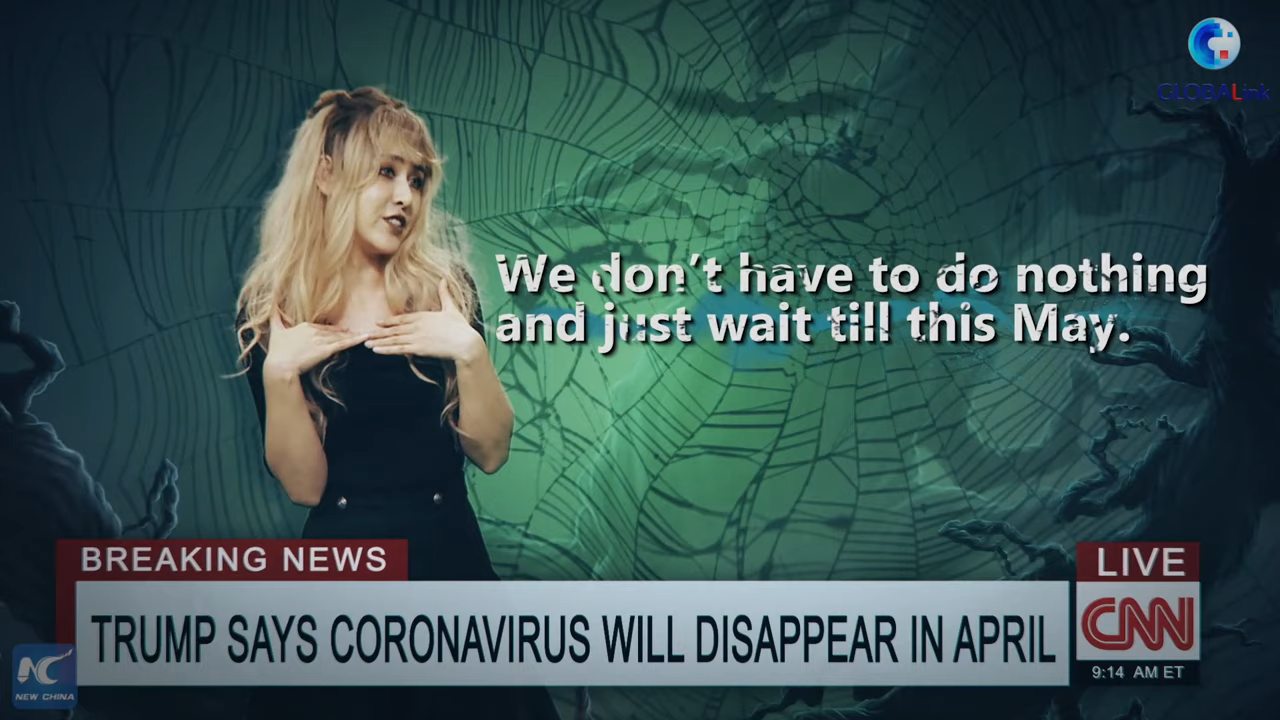 GLOBALink
We don't have to do nothing
and just wait till this May.
BREAKING NEWS
TRUMP SAYS CORONAVIRUS WILL DISAPPEAR IN APRIL
LIVE
CNN
9:14 AM ET
NC
NEW CHINA